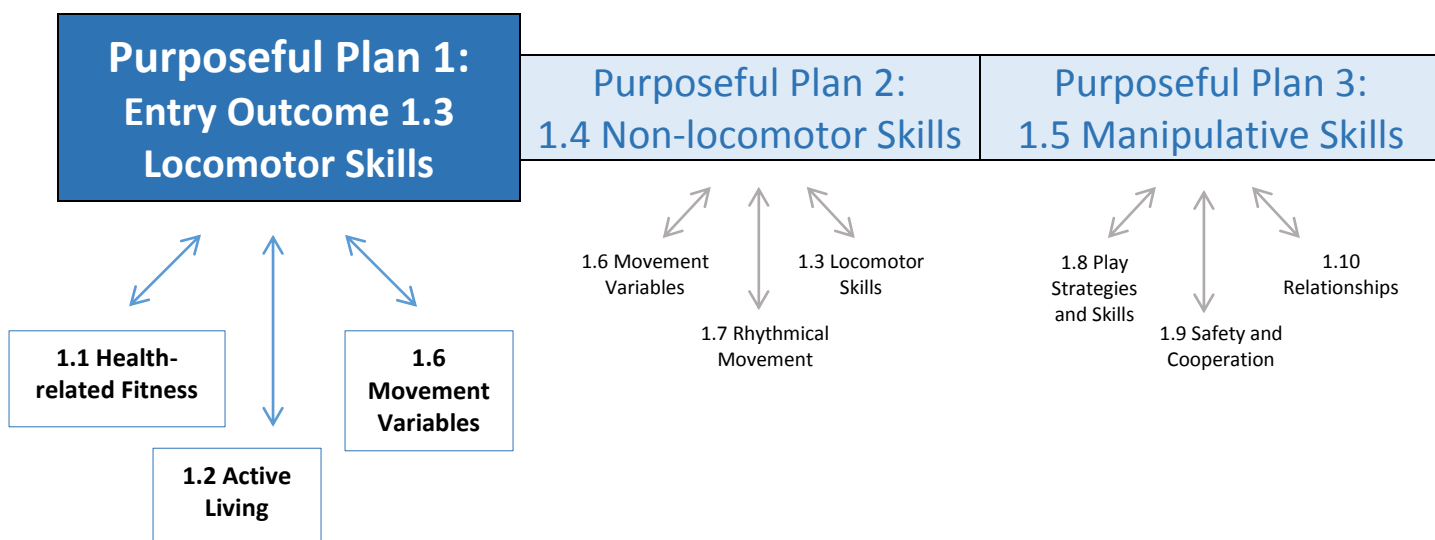 Purposeful Plan 1:
Entry Outcome 1.3
Locomotor Skills
Purposeful Plan 2:
1.4 Non-locomotor Skills
Purposeful Plan 3:
1.5 Manipulative Skills
1.1 Health-
related Fitness
1.2 Active
Living
1.6
Movement
Variables
1.6 Movement
Variables
1.7 Rhythmical
Movement
1.3 Locomotor
Skills
1.8 Play
Strategies
and Skills
1.9 Safety and
Cooperation
1.10
Relationships